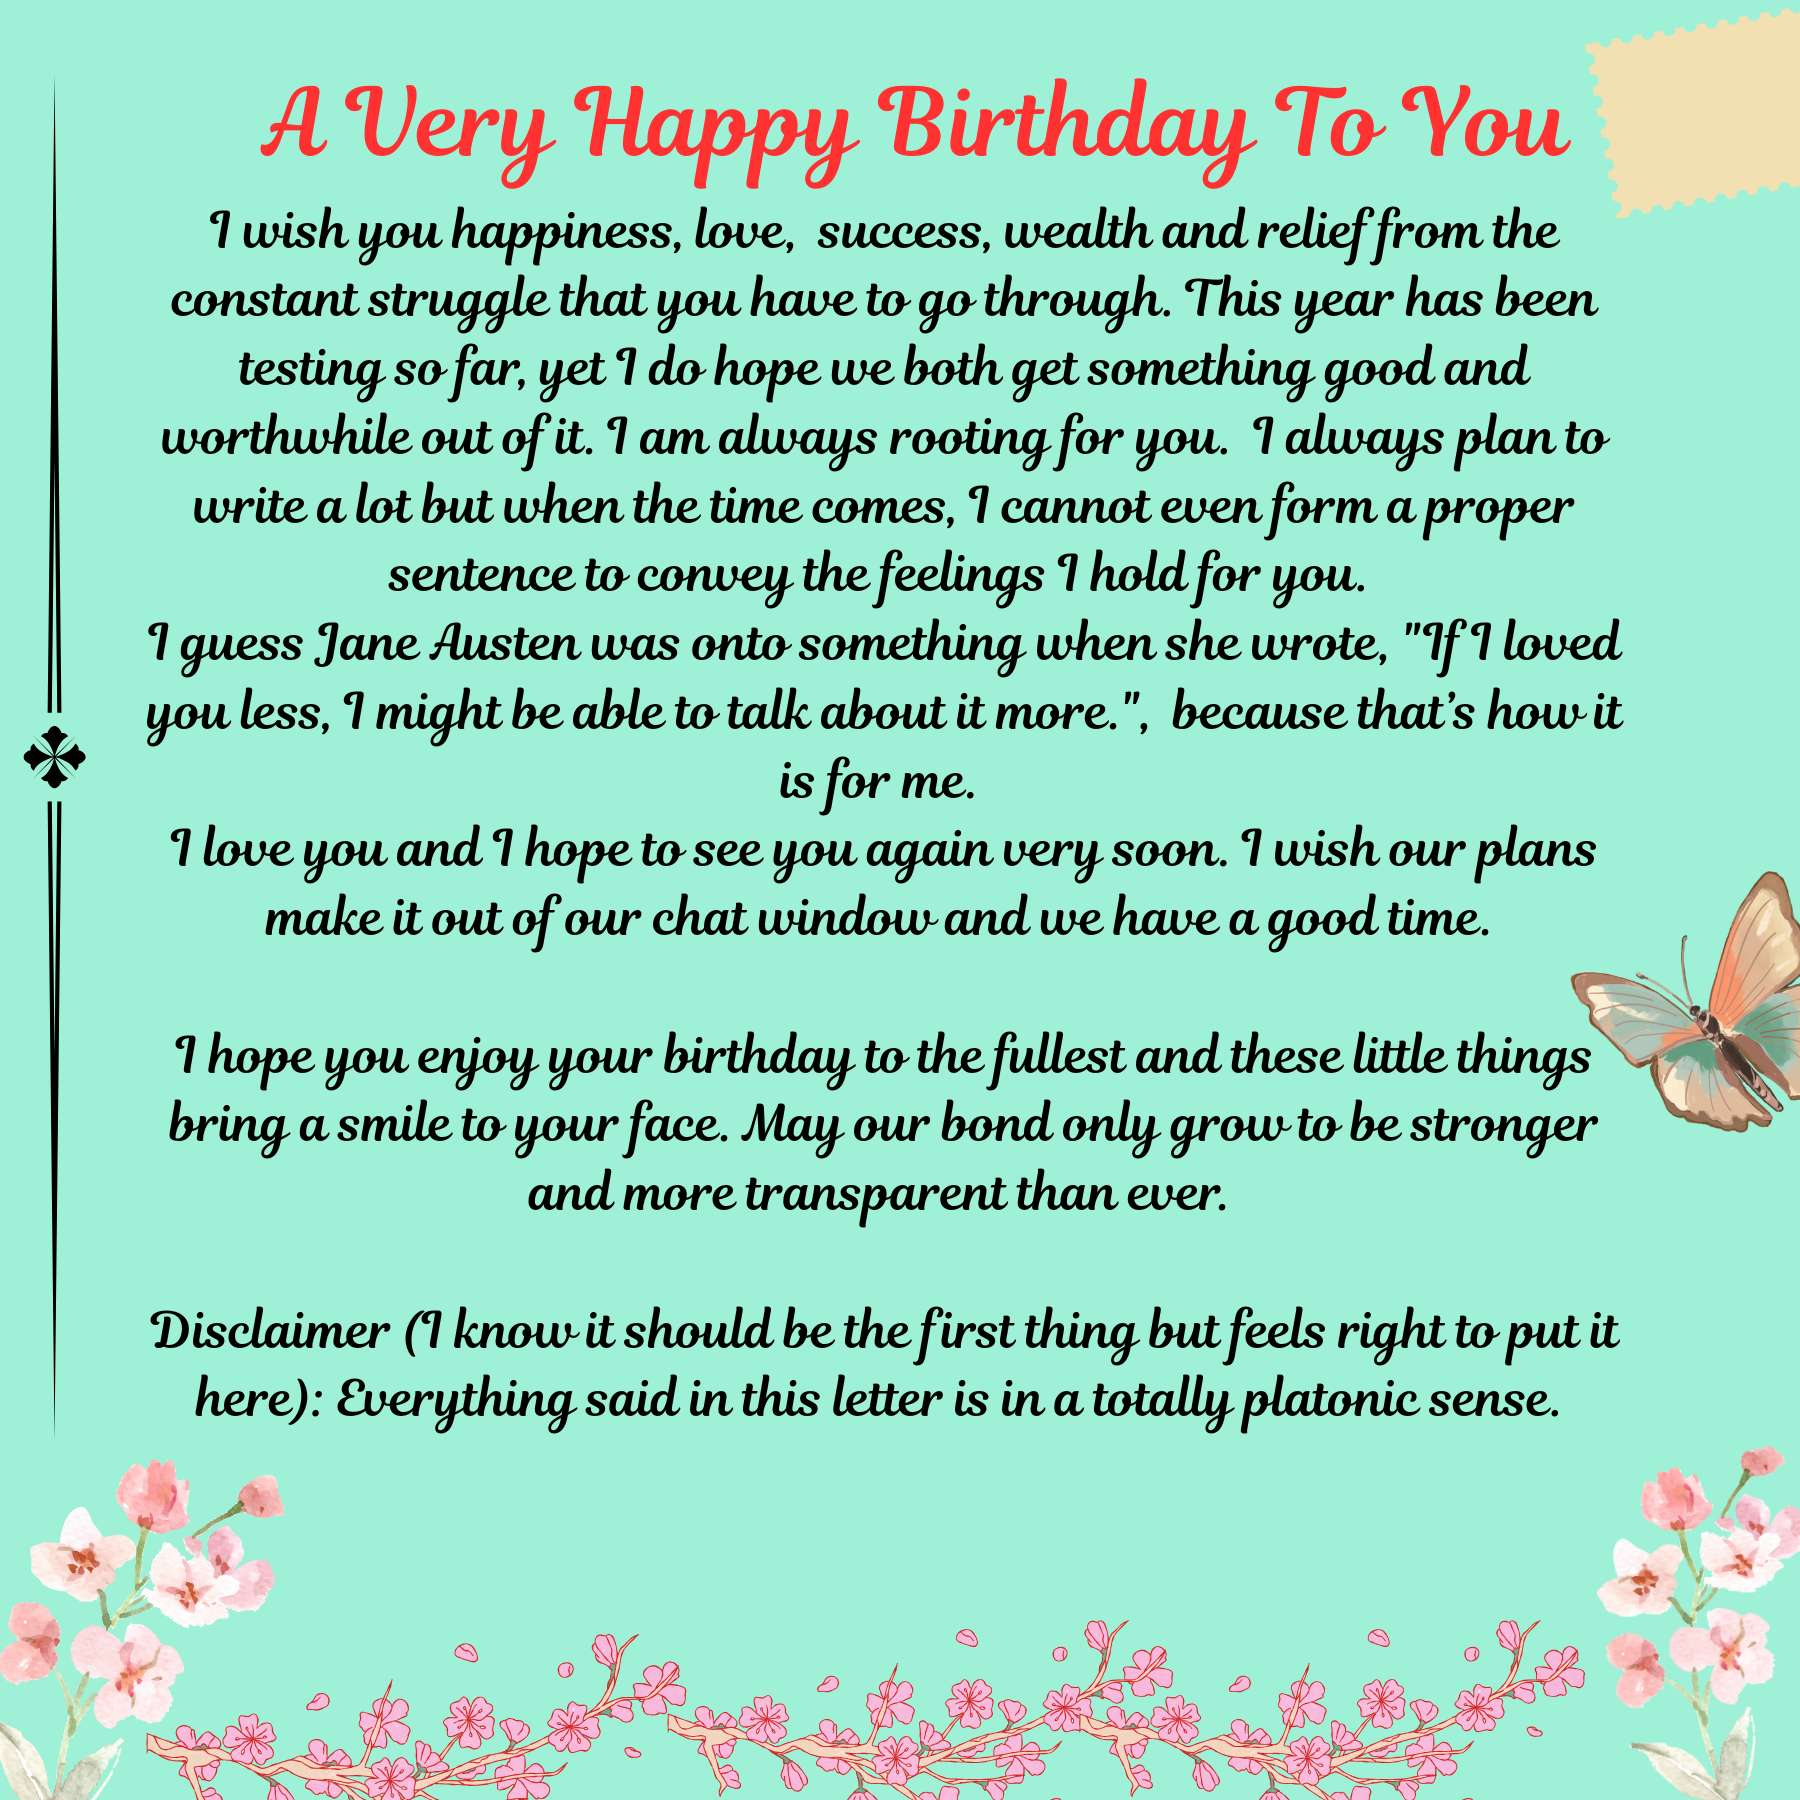 A Very Happy Birthday To You
I wish you happiness, love,  success, wealth and relief from the
constant struggle that you have to go through. This year has been
testing so far, yet I do hope we both get something good and
worthwhile out of it. I am always rooting for you.  I always plan to
write a lot but when the time comes, I cannot even form a proper
sentence to convey the feelings I hold for you.
I guess Jane Austen was onto something when she wrote, "If I loved
you less, I might be able to talk about it more.",  because that’s how it
is for me.
I love you and I hope to see you again very soon. I wish our plans
make it out of our chat window and we have a good time.
I hope you enjoy your birthday to the fullest and these little things
bring a smile to your face. May our bond only grow to be stronger
and more transparent than ever.
Disclaimer (I know it should be the first thing but feels right to put it
here): Everything said in this letter is in a totally platonic sense.